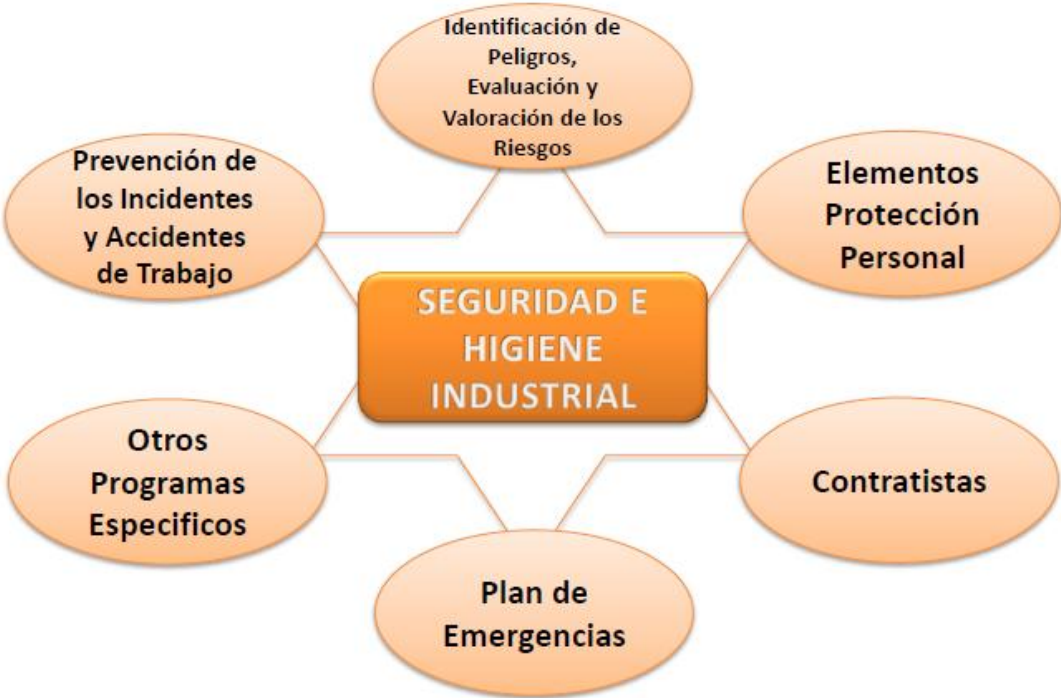 Identificación de
Peligros,
Evaluación y
Valoración de los
Riesgos
Prevención de
los Incidentes
y Accidentes
de Trabajo
Elementos
Protección
Personal
SEGURIDAD E
HIGIENE
INDUSTRIAL
Otros
Programas
Especificos
Contratistas
Plan de
Emergencias